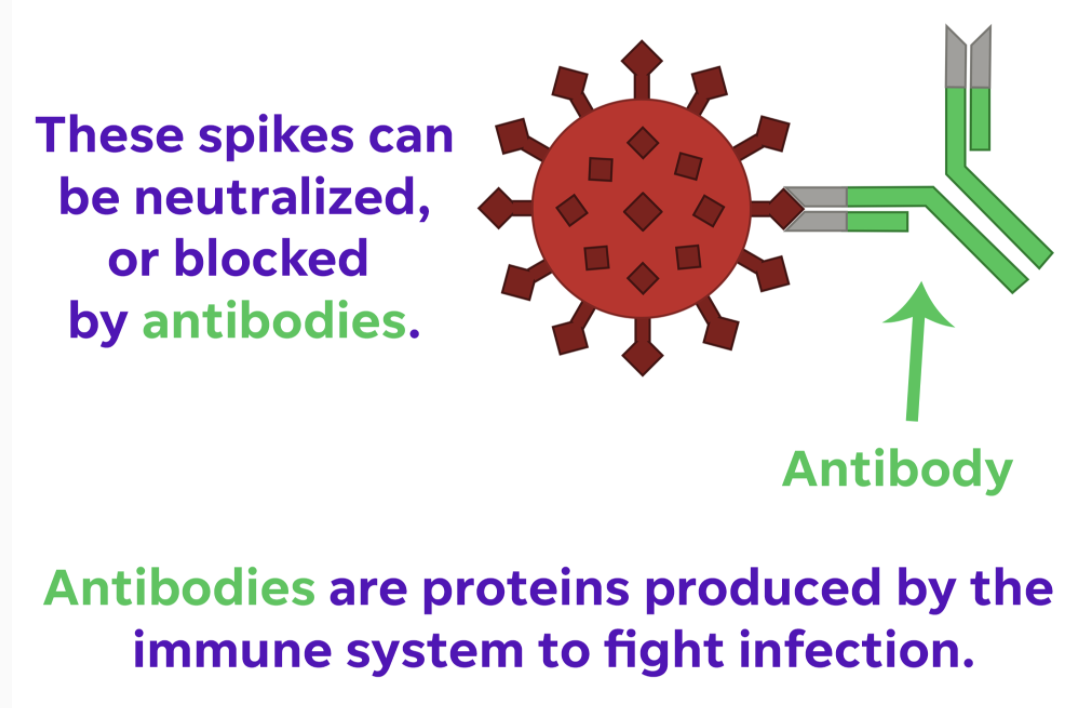 These spikes can
be neutralized,
or blocked
by antibodies.
Antibody
Antibodies are proteins produced by the
immune system to fight infection.